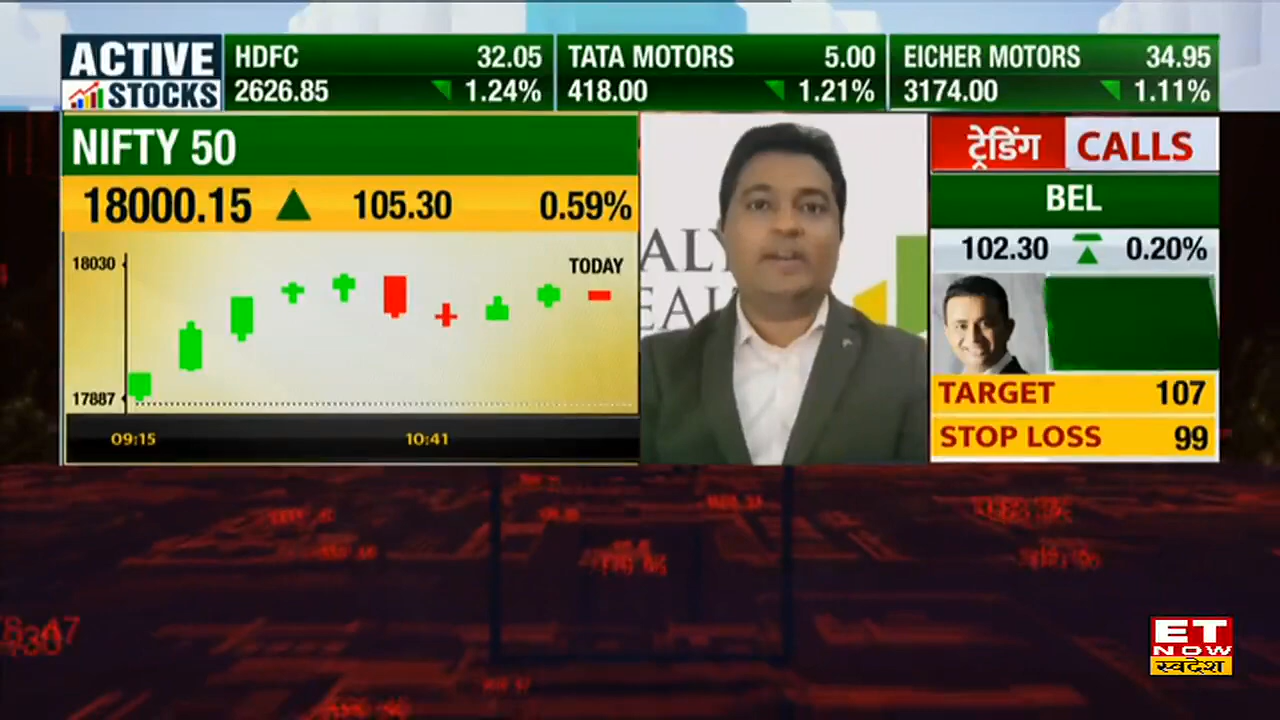 ACTIVE
STOCKS
HDFC 32.05
2626.85 1.24%
TATA MOTORS 5.00
418.00 1.21%
EICHER MOTORS 34.95
3174.00 1.11%
NIFTY 50
18000.15 105.30 0.59%
18030
TODAY
17887
09:15 10:41
ट्रेडिंग CALLS
BEL
102.30 0.20%
TARGET 107
STOP LOSS 99
ET
NOW
स्वदेश